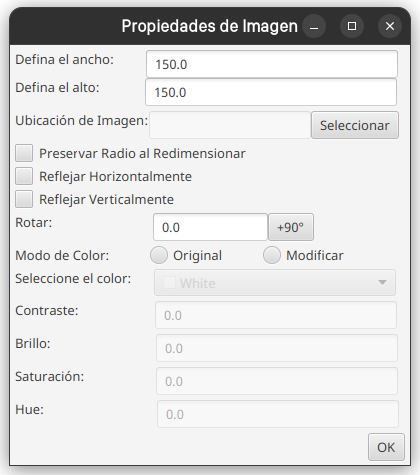 Propiedades de Imagen
Defina el ancho: 150.0
Defina el alto: 150.0
Ubicación de Imagen: Seleccionar
Preservar Radio al Redimensionar
Reflejar Horizontalmente
Reflejar Verticalmente
Rotar: 0.0 +90°
Modo de Color: Original Modificar
Seleccione el color: White
Contraste: 0.0
Brillo: 0.0
Saturación: 0.0
Hue: 0.0
OK